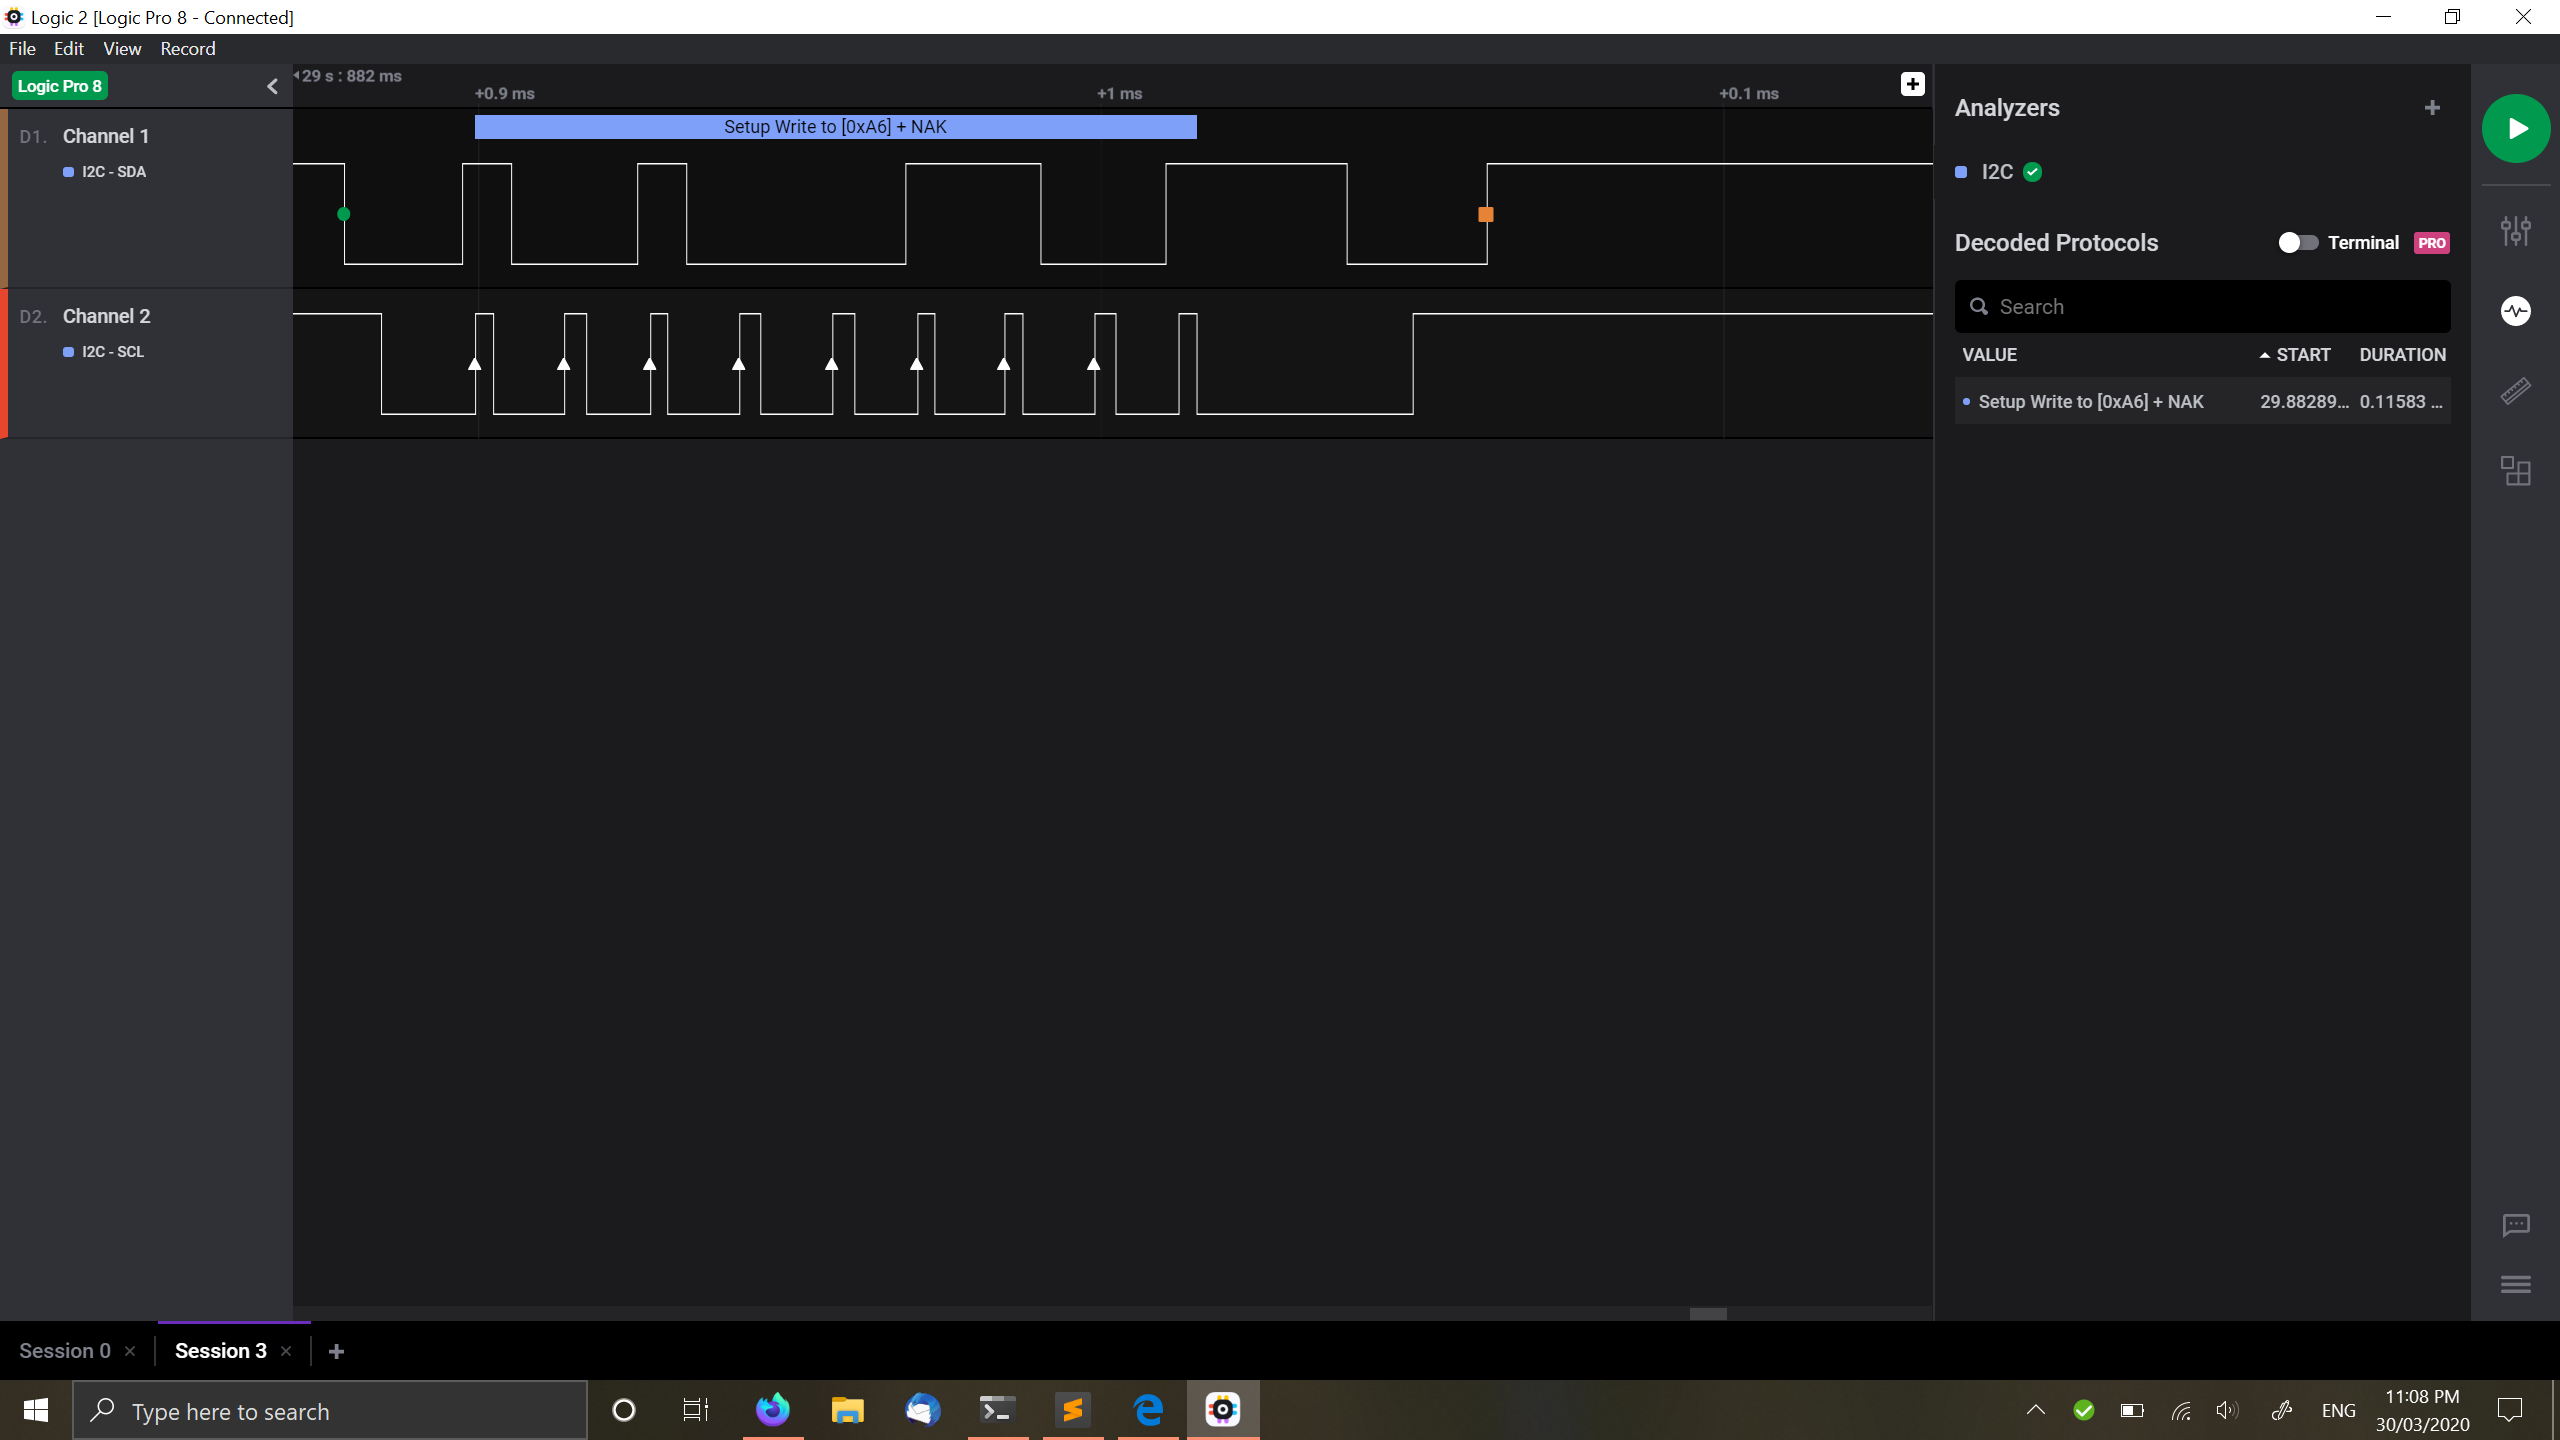 Logic 2 [Logic Pro 8 - Connected]
File Edit View Record
Logic Pro 8
29 s : 882 ms
+0.9 ms +1 ms +0.1 ms
D1. Channel 1
I2C - SDA
Setup Write to [0xA6] + NAK
D2. Channel 2
I2C - SCL
Analyzers
I2C
Decoded Protocols Terminal PRO
Search
VALUE START DURATION
Setup Write to [0xA6] + NAK 29.88289... 0.11583 ...
Session 0 Session 3
Type here to search
ENG
11:08 PM
30/03/2020